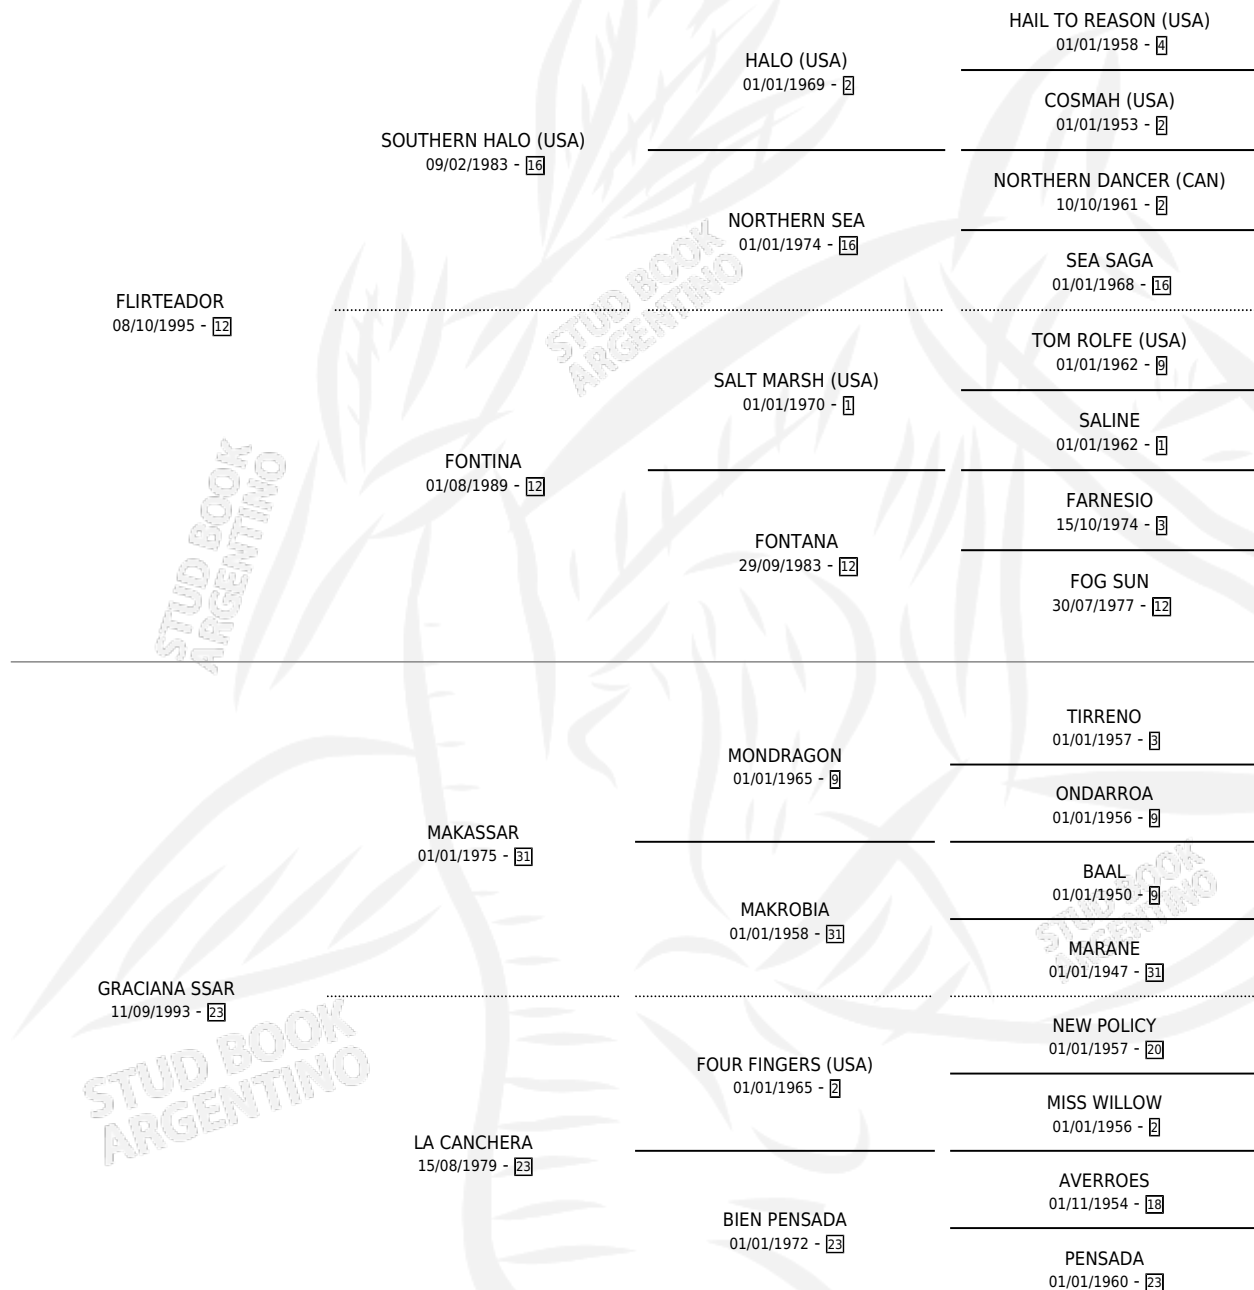 HAIL TO REASON (USA)
01/01/1958 - 4
HALO (USA)
01/01/1969 - 2
COSMAH (USA)
01/01/1953 - 2
SOUTHERN HALO (USA)
09/02/1983 - 16
NORTHERN DANCER (CAN)
10/10/1961 - 2
NORTHERN SEA
01/01/1974 - 16
SEA SAGA
01/01/1968 - 16
STUD BOOK
ARGENTINO
FLIRTEADOR
08/10/1995 - 12
TOM ROLFE (USA)
01/01/1962 - 9
SALT MARSH (USA)
01/01/1970 - 1
SALINE
01/01/1962 - 1
FONTINA
01/08/1989 - 12
FARNESIO
15/10/1974 - 3
FONTANA
29/09/1983 - 12
FOG SUN
30/07/1977 - 12
STUD BOOK
ARGENTINO
TIRRENO
01/01/1957 - 3
MONDRAGON
01/01/1965 - 9
ONDARROA
01/01/1956 - 9
MAKASSAR
01/01/1975 - 31
BAAL
01/01/1950 - 9
MAKROBIA
01/01/1958 - 31
MARANE
01/01/1947 - 31
STUD BOOK
ARGENTINO
GRACIANA SSAR
11/09/1993 - 23
NEW POLICY
01/01/1957 - 20
FOUR FINGERS (USA)
01/01/1965 - 2
MISS WILLOW
01/01/1956 - 2
STUD BOOK
ARGENTINO
LA CANCHERA
15/08/1979 - 23
AVERROES
01/11/1954 - 18
BIEN PENSADA
01/01/1972 - 23
PENSADA
01/01/1960 - 23